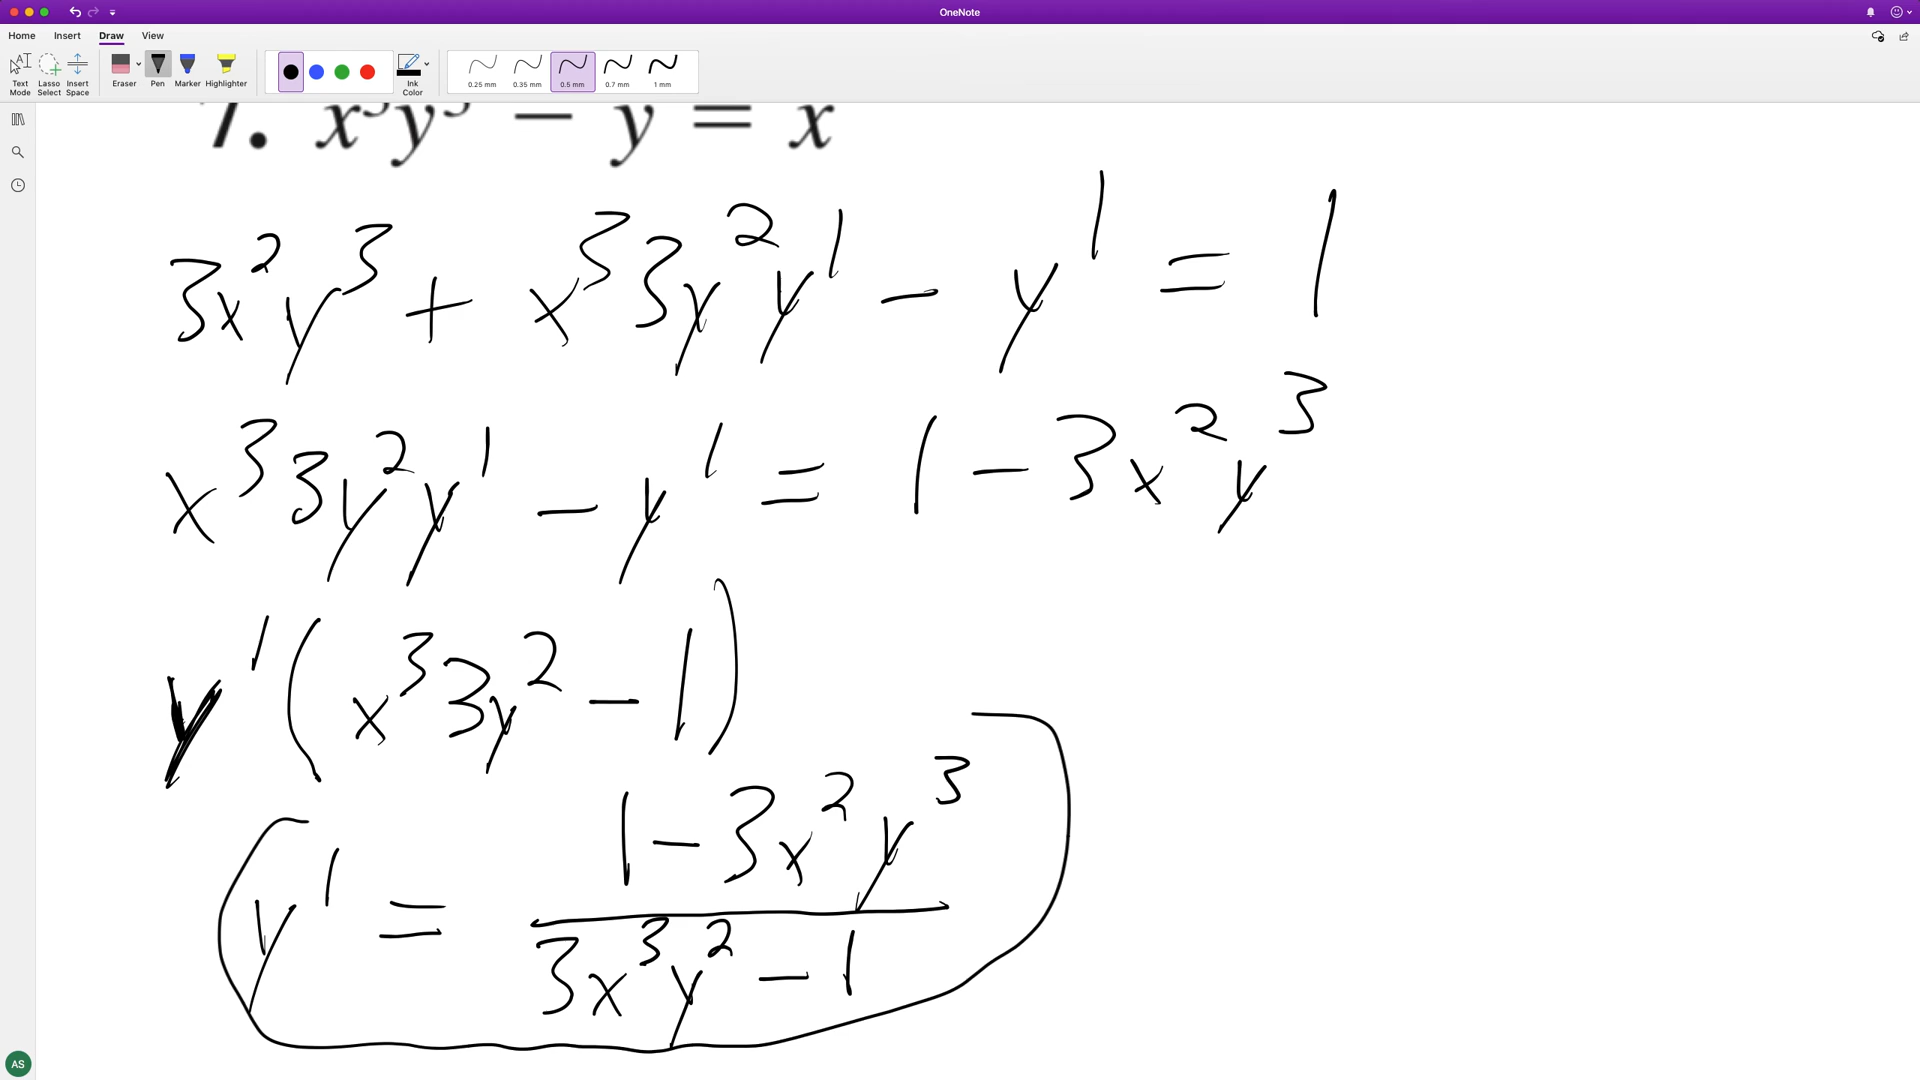 OneNote
Home Insert Draw View
Text Mode Lasso Select Insert Space Eraser Pen Marker Highlighter Ink Color 0.25 mm 0.35 mm 0.5 mm 0.7 mm 1 mm
7. x³y³ − y = x
3x²y³ + x³3y²y' − y' = 1
x³3y²y' − y' = 1 − 3x²y³
y'(x³3y² − 1)
y' = (1 − 3x²y³)/(3x³y² − 1)
AS